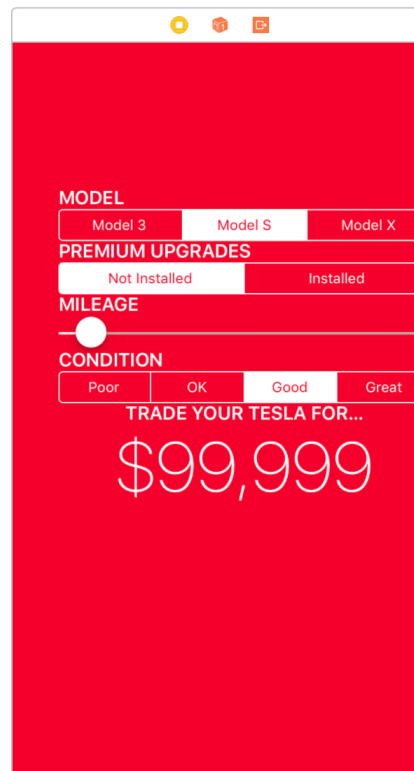 MODEL
Model 3 Model S Model X
PREMIUM UPGRADES
Not Installed Installed
MILEAGE
CONDITION
Poor OK Good Great
TRADE YOUR TESLA FOR...
$99,999